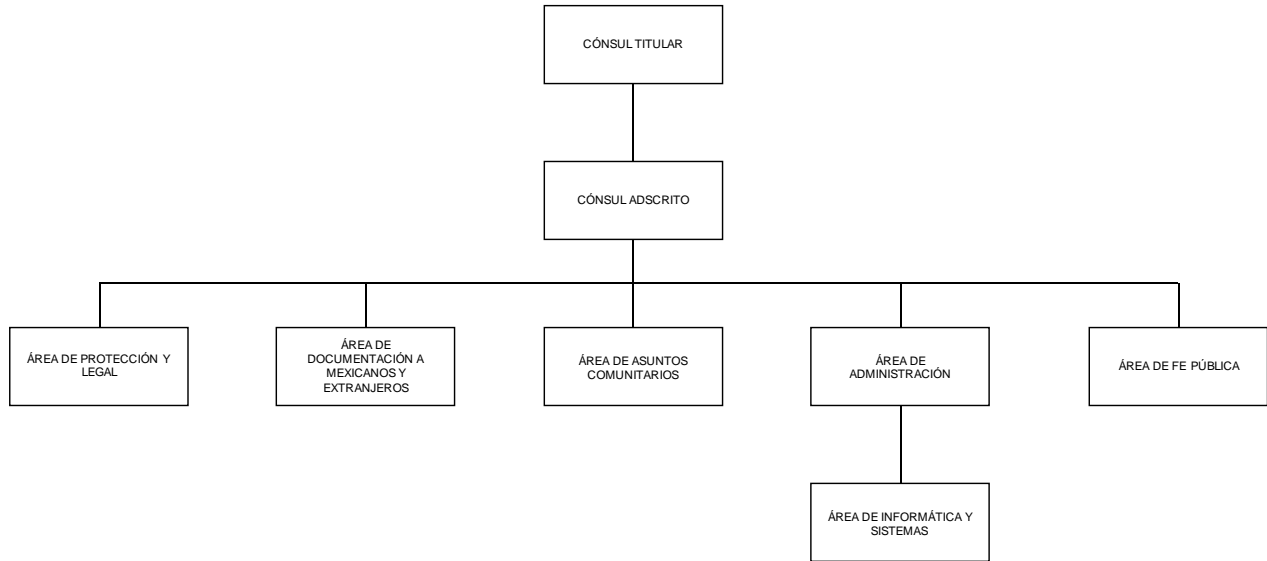 CÓNSUL TITULAR
CÓNSUL ADSCRITO
ÁREA DE PROTECCIÓN Y
LEGAL
ÁREA DE
DOCUMENTACIÓN A
MEXICANOS Y
EXTRANJEROS
ÁREA DE ASUNTOS
COMUNITARIOS
ÁREA DE
ADMINISTRACIÓN
ÁREA DE FE PÚBLICA
ÁREA DE INFORMÁTICA Y
SISTEMAS